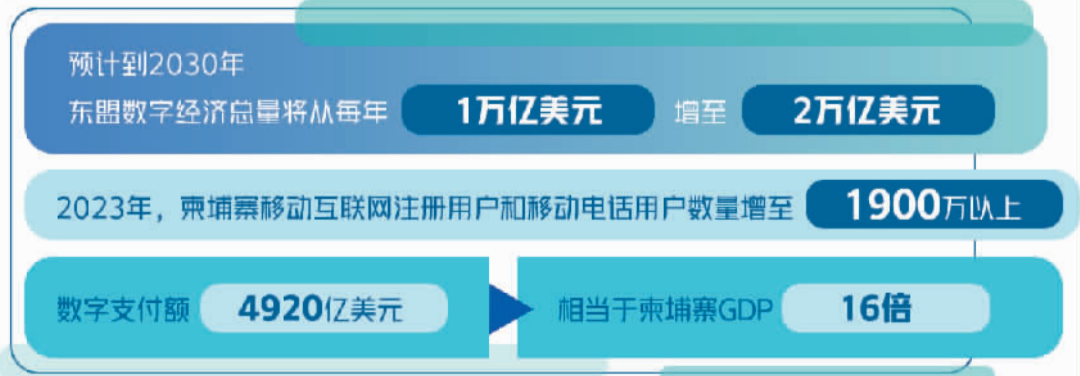 预计到2030年
东盟数字经济总量将从每年 1万亿美元 增至 2万亿美元
2023年，柬埔寨移动互联网注册用户和移动电话用户数量增至 1900万以上
数字支付额 4920亿美元 相当于柬埔寨GDP 16倍